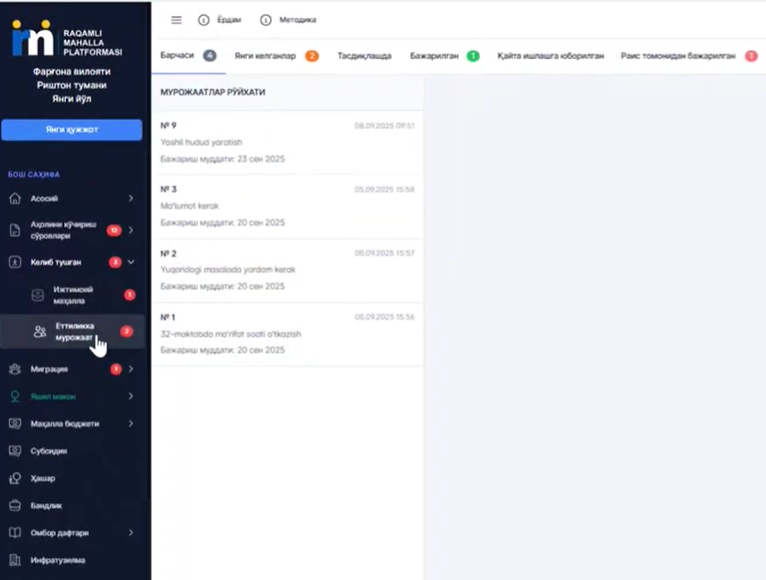 RAQAMLI
MAHALLA
PLATFORMASI
Фарғона вилояти
Риштон тумани
Янги йўл
Янги ҳужжот
БОШ САҲИФА
Асосий
Аҳолини кўчириш
сўровлари
12
Келиб тушган
3
Ижтимоий
маҳалла
1
Еттиликка
мурожаат
2
Миграция
1
Яшил макон
Маҳалла бюджети
Субсидия
Ҳашар
Бандлик
Омбор дафтари
Инфратузилма
Ёрдам
Методика
Барчаси 4
Янги келганлар 2
Тасдиқлашда
Бажарилган 1
Қайта ишлашга юборилган
Раис томонидан бажарилган 1
МУРОЖААТЛАР РЎЙХАТИ
№ 9 08.09.2025 09:51
Yoshil hudud yaratish
Бажариш муддати: 23 сен 2025
№ 3 05.09.2025 15:58
Ma'lumot kerak
Бажариш муддати: 20 сен 2025
№ 2 05.09.2025 15:57
Yuqoridagi masalada yordam kerak
Бажариш муддати: 20 сен 2025
№ 1 05.09.2025 15:56
32-maktabda ma'rifat soati o'tkazish
Бажариш муддати: 20 сен 2025